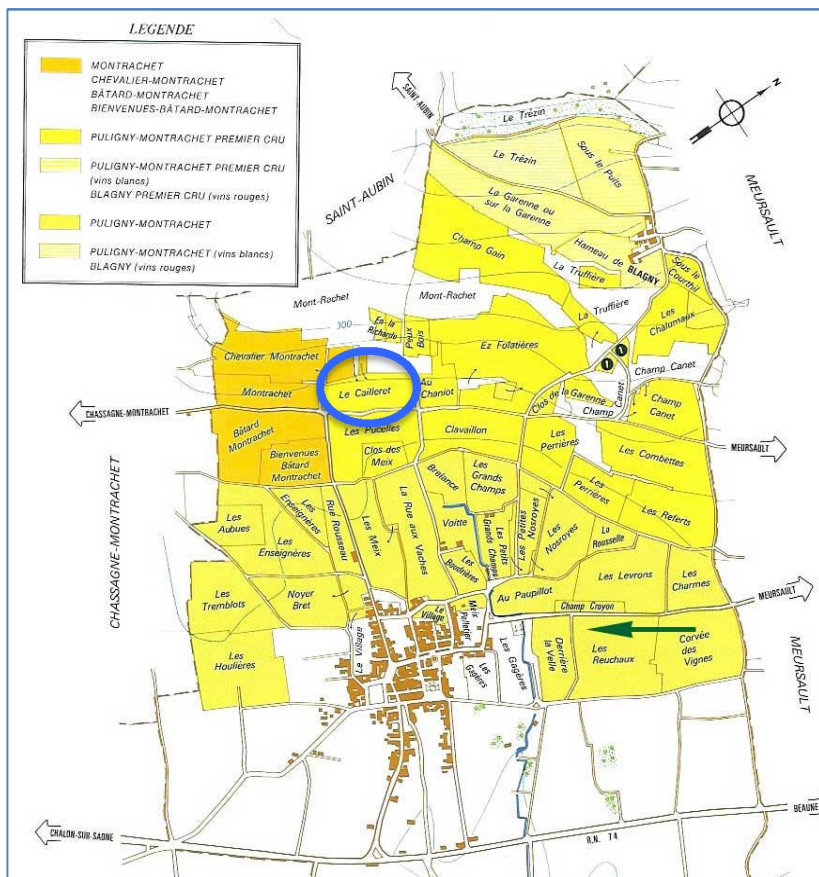 LEGENDE
MONTRACHET
CHEVALIER-MONTRACHET
BÂTARD-MONTRACHET
BIENVENUES-BÂTARD-MONTRACHET
PULIGNY-MONTRACHET PREMIER CRU
PULIGNY-MONTRACHET PREMIER CRU
(vins blancs)
BLAGNY PREMIER CRU (vins rouges)
PULIGNY-MONTRACHET
PULIGNY-MONTRACHET (vins blancs)
BLAGNY (vins rouges)
SAINT-AUBIN
N
Le Trézin
Le Trézin
Sous le Puits
MEURSAULT
SAINT-AUBIN
La Garenne ou
sur la Garenne
Champ Gain
Hameau de
BLAGNY
La Truffière
Sous le
Courthil
Mont-Rachet
Mont-Rachet
La Truffière
Les
Chalumaux
300
En la
Richarde
Peux
Bois
Ez Folatières
Chevalier Montrachet
Champ Canet
Montrachet
Le Cailleret
Au
Chaniot
Clos de la Garenne
Champ
Canet
Champ
Canet
CHASSAGNE-MONTRACHET
Bâtard
Montrachet
Les Pucelles
Clavaillon
Les
Perrières
Les Combettes
MEURSAULT
Bienvenues
Bâtard
Montrachet
Clos des
Meix
Brelance
Les
Grands
Champs
Les
Perrières
Les Referts
CHASSAGNE-MONTRACHET
Les
Aubues
Les
Enseignères
Rue Rousseau
Les Meix
La Rue aux
Vaches
Voitte
Les Petits
Grands Champs
Les Petites
Nosroyes
Les
Nosroyes
La
Rousselle
Les
Enseignères
Les
Boudrières
Les Levrons
Les
Charmes
Les
Tremblots
Noyer
Bret
Au Paupillot
MEURSAULT
Le Village
Meix
Pelletier
Champ Croyon
Le Village
Les
Houlières
Les
Gagères
Les Gagères
Derrière
la Velle
Les
Reuchaux
Corvée
des
Vignes
MEURSAULT
CHALON-SUR-SAONE
R.N. 74
BEAUNE